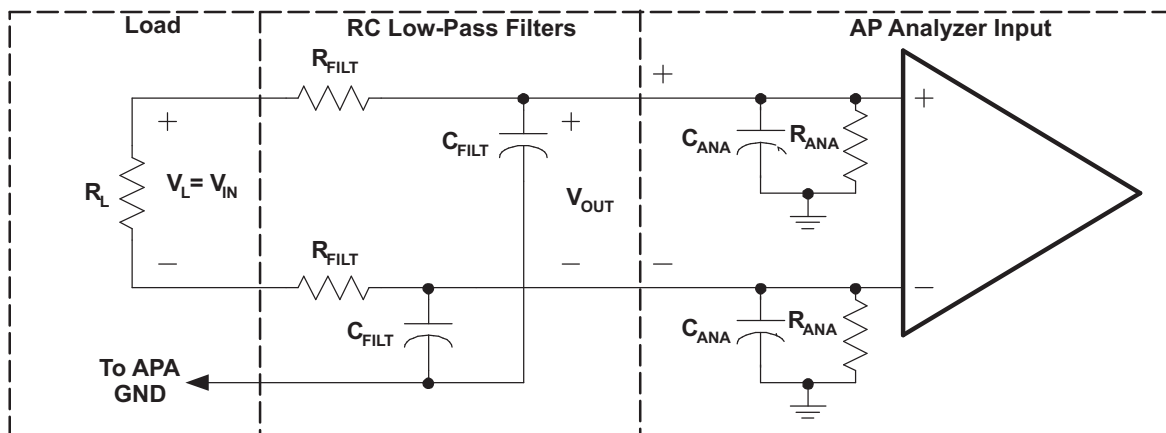 Load
RC Low-Pass Filters
AP Analyzer Input
R_FILT
+
+
+
+
C_FILT
C_ANA
R_ANA
R_L
V_L= V_IN
V_OUT
−
R_FILT
−
−
−
C_FILT
C_ANA
R_ANA
To APA
GND